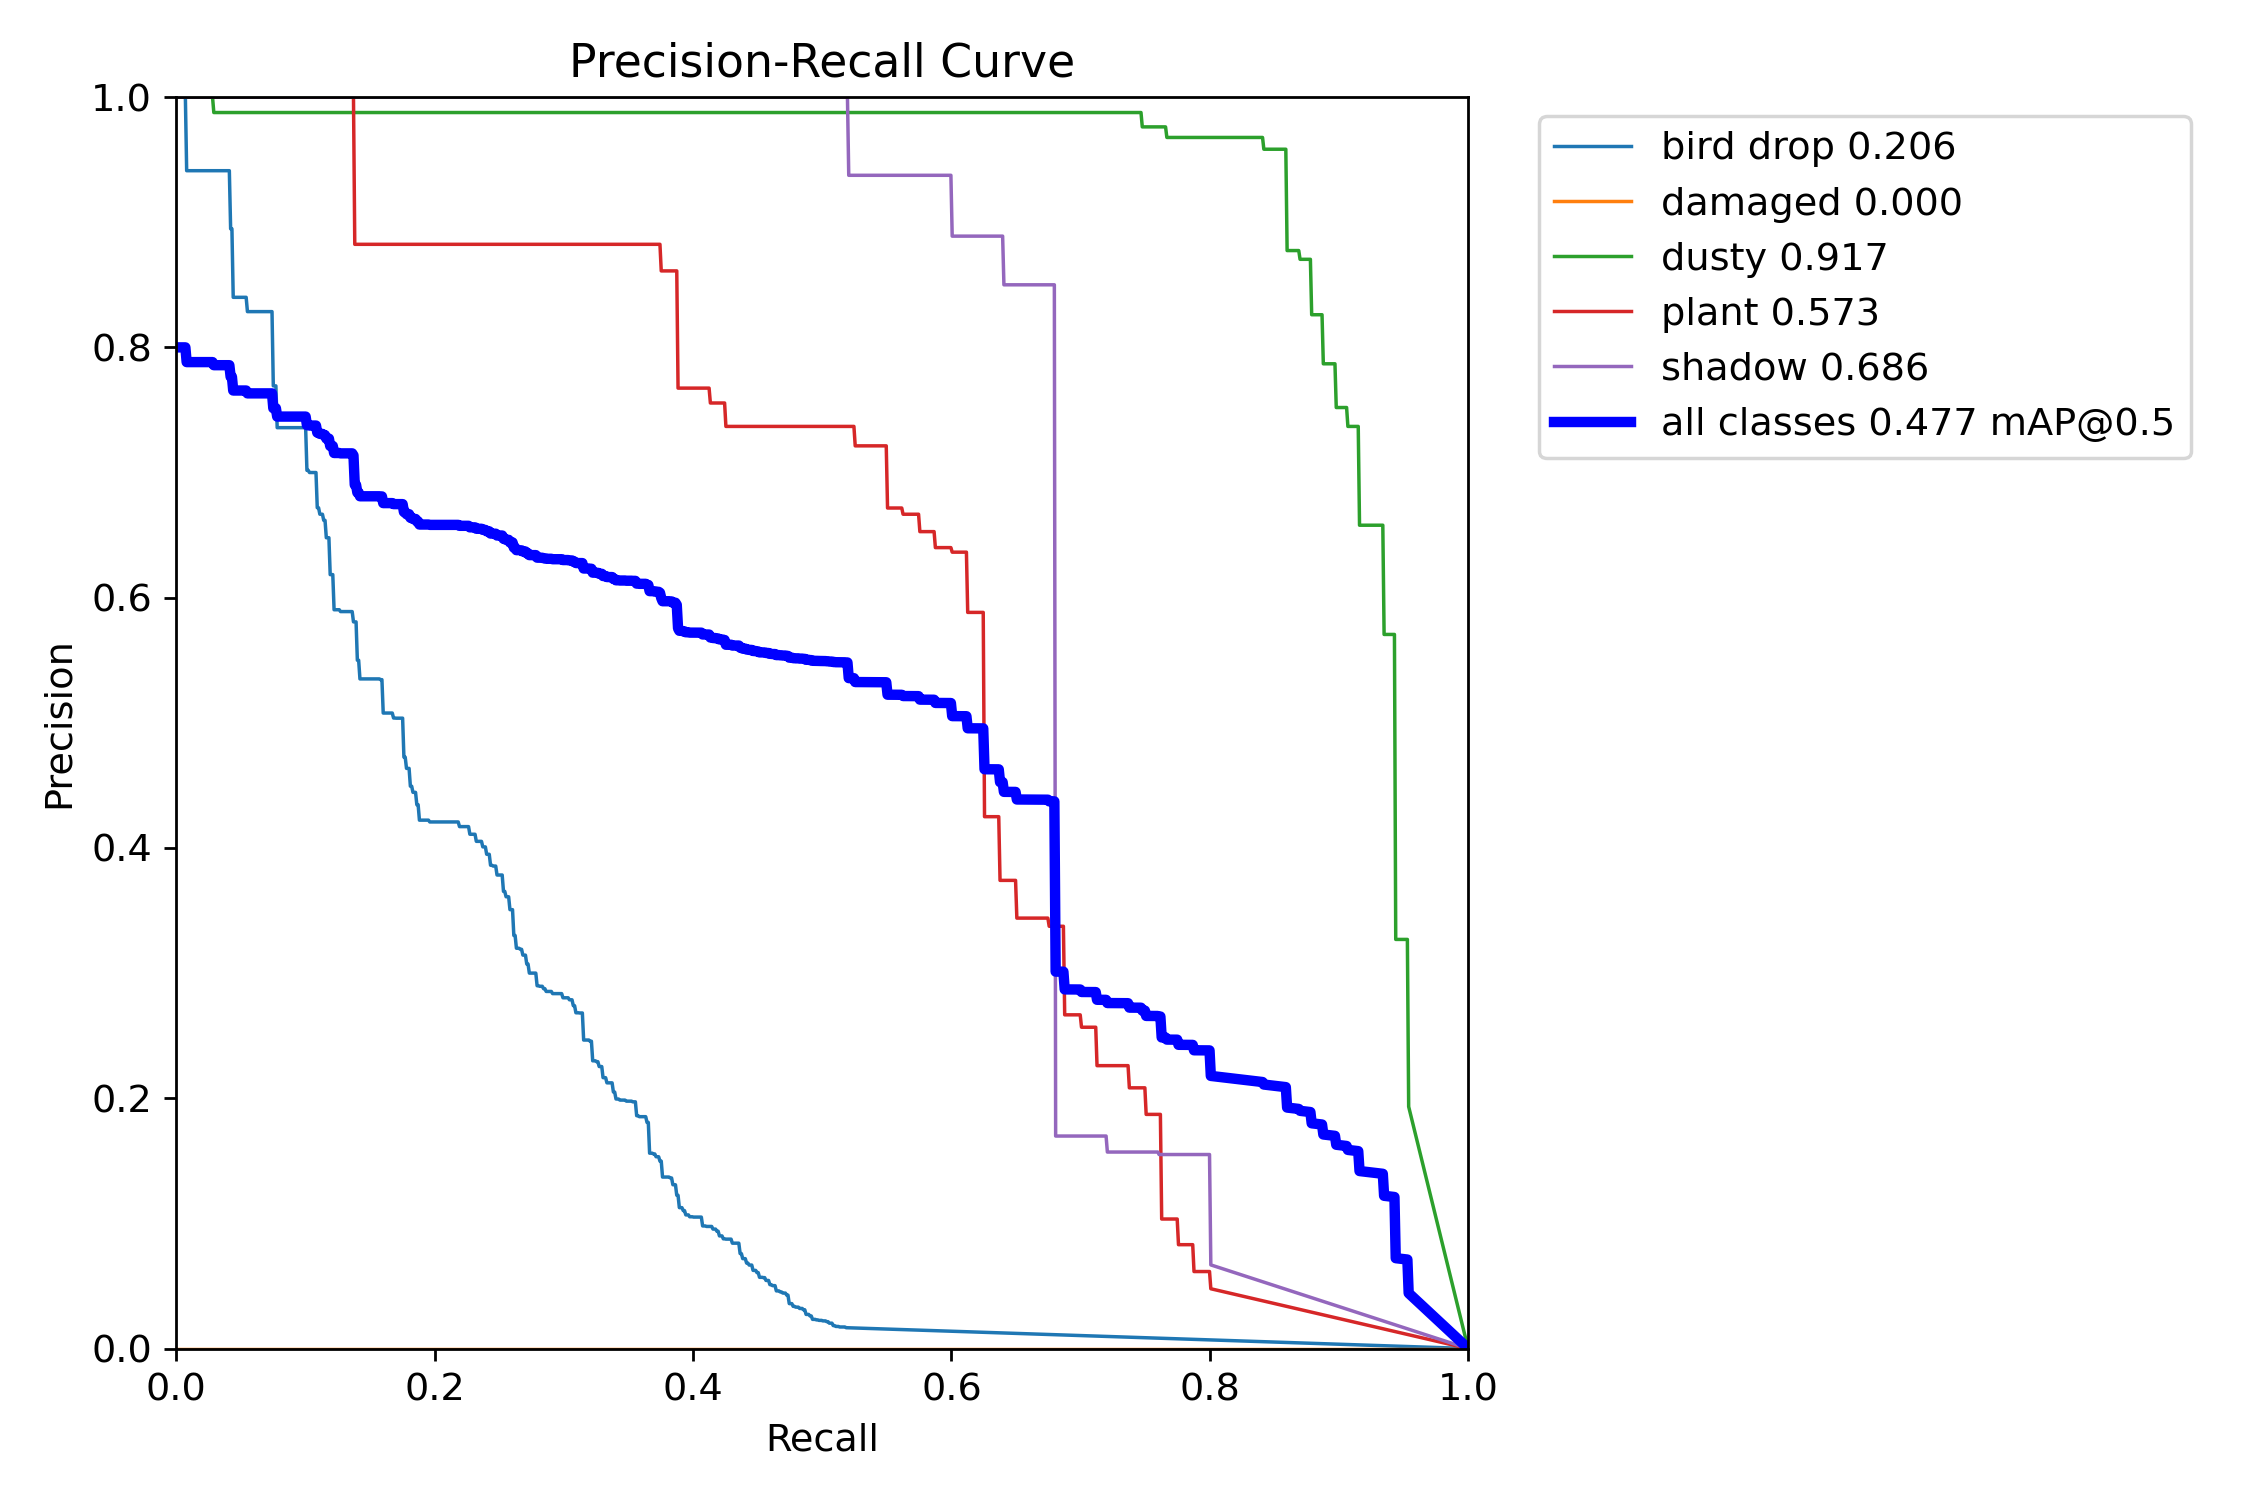 Precision-Recall Curve
1.0
0.8
0.6
0.4
0.2
0.0
Precision
0.0 0.2 0.4 0.6 0.8 1.0
Recall
bird drop 0.206
damaged 0.000
dusty 0.917
plant 0.573
shadow 0.686
all classes 0.477 mAP@0.5